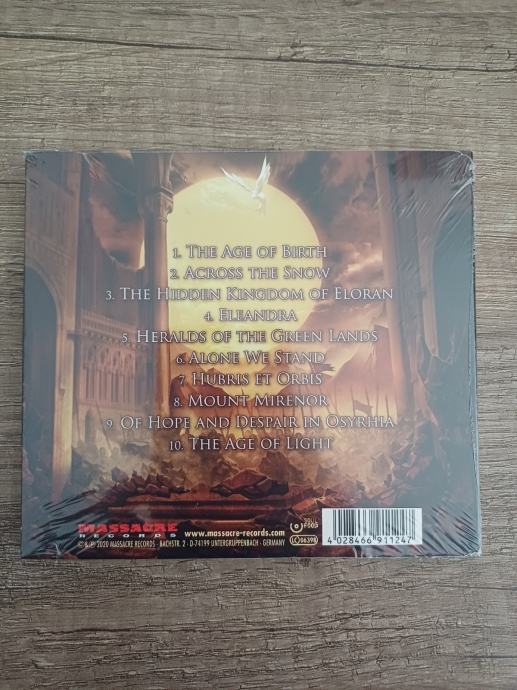 1. The Age of Birth
2. Across the Snow
3. The Hidden Kingdom of Eloran
4. Eleandra
5. Heralds of the Green Lands
6. Alone We Stand
7. Hubris et Orbis
8. Mount Mirenor
9. Of Hope and Despair in Osyrhia
10. The Age of Light
MASSACRE
RECORDS
www.massacre-records.com
LC 06398
4 028466 911247
©&℗ 2020 MASSACRE RECORDS · BACHSTR. 2 · D-74199 UNTERGRUPPENBACH · GERMANY